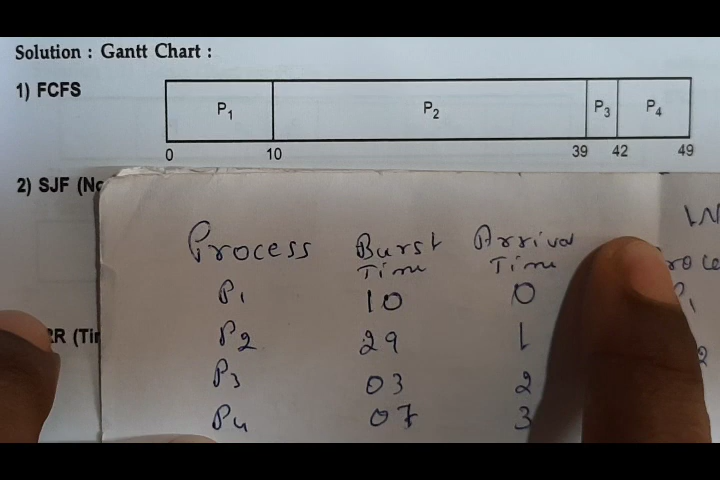 Solution : Gantt Chart :
1) FCFS
P1 P2 P3 P4
0 10 39 42 49
2) SJF
Process Burst Time Arrival Time
P1 10 0
P2 29 1
P3 03 2
P4 07 3